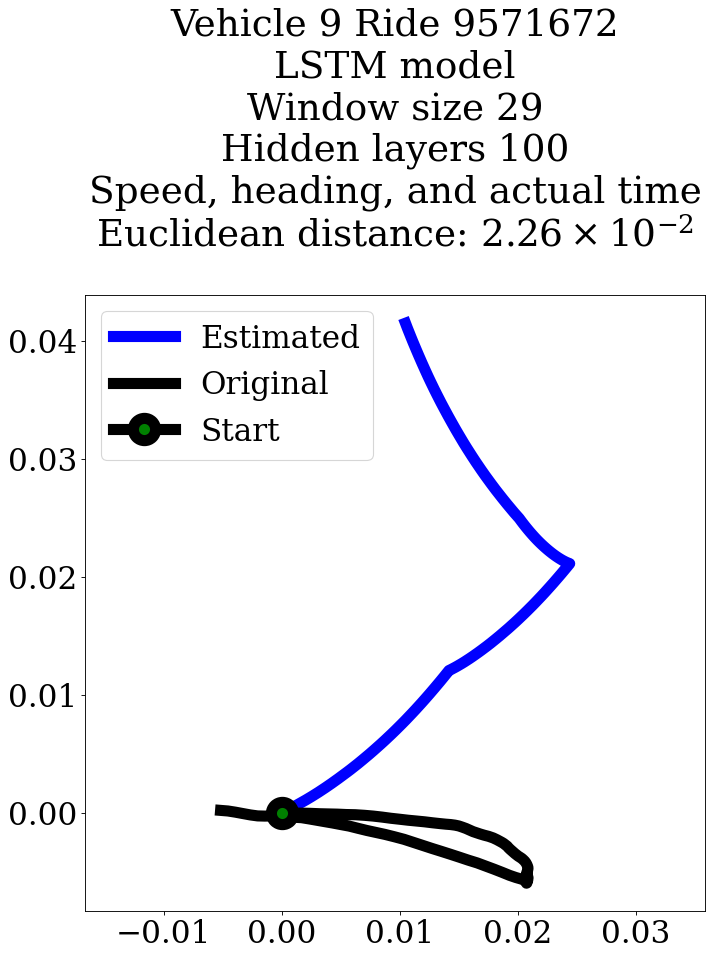 Vehicle 9 Ride 9571672
LSTM model
Window size 29
Hidden layers 100
Speed, heading, and actual time
Euclidean distance: 2.26 × 10⁻²
Estimated
Original
Start
0.04
0.03
0.02
0.01
0.00
−0.01 0.00 0.01 0.02 0.03